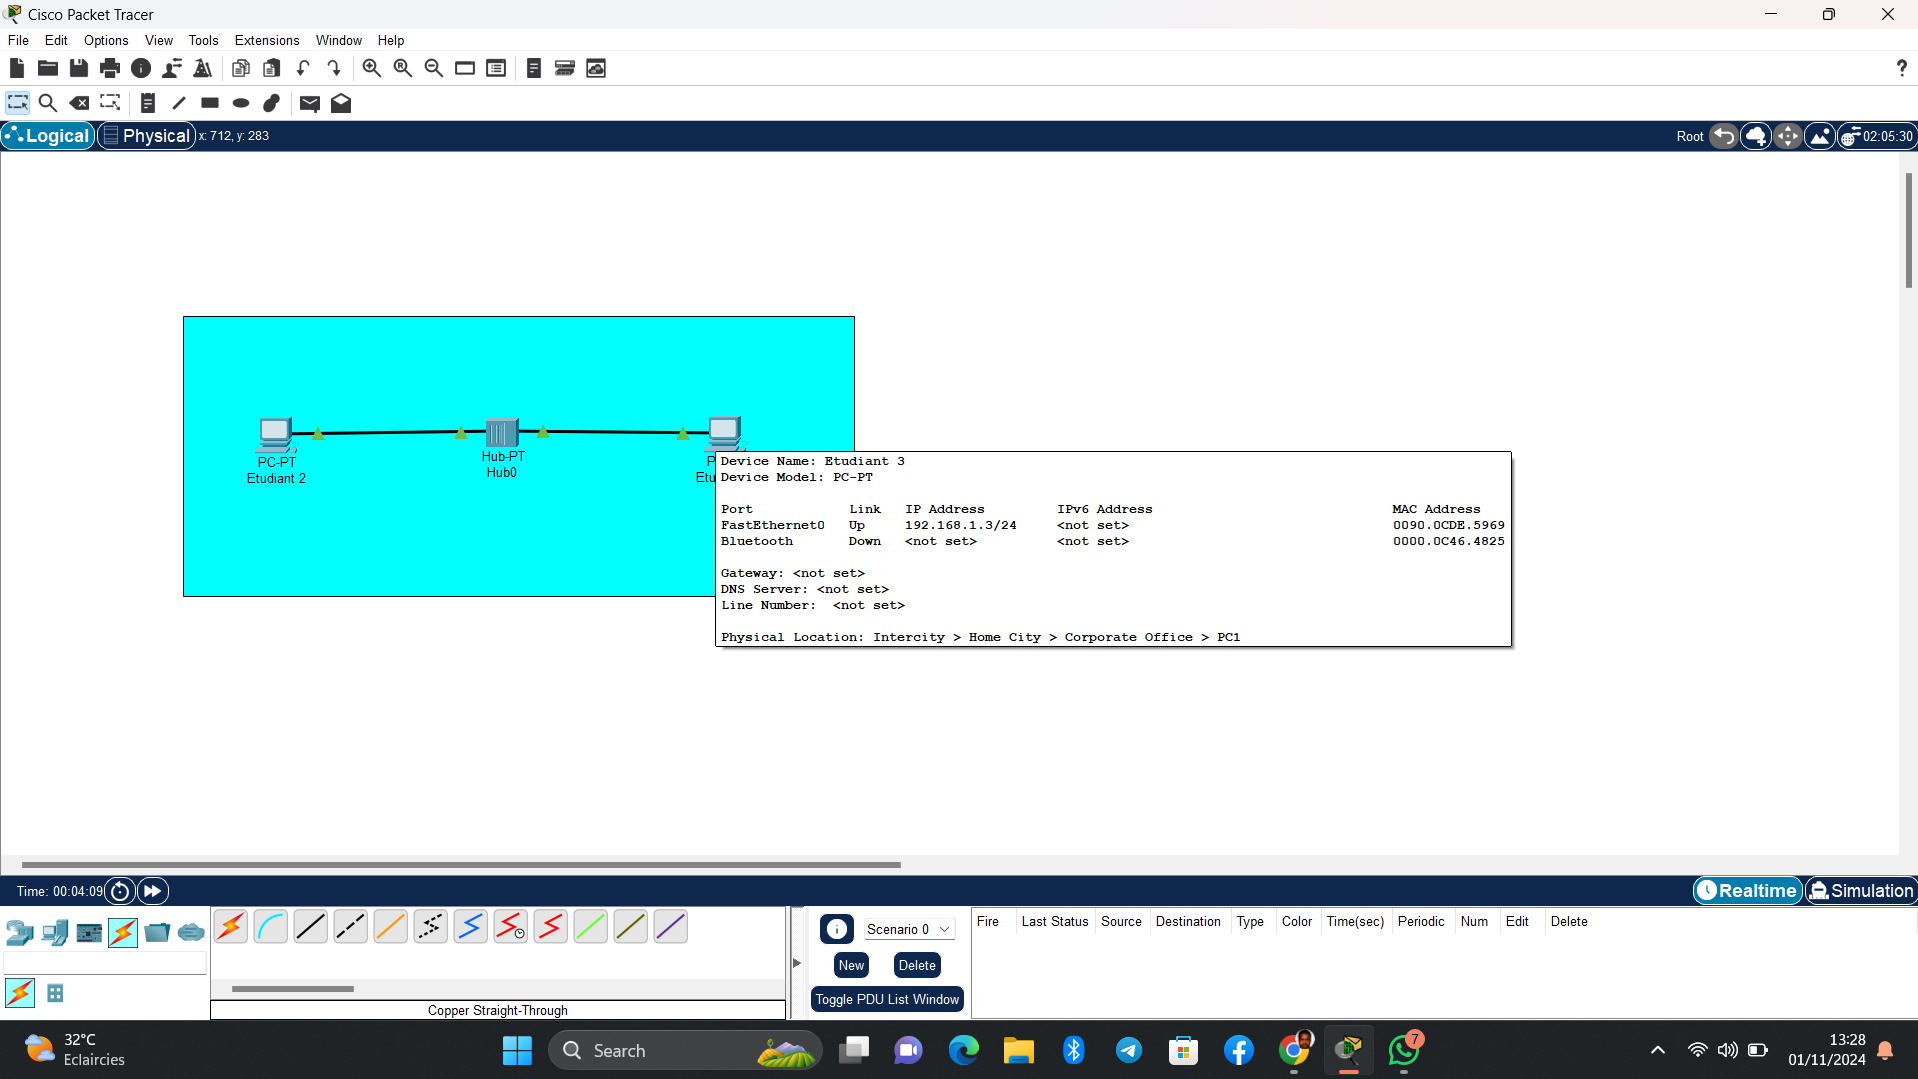 Cisco Packet Tracer
File Edit Options View Tools Extensions Window Help
?
Logical Physical x: 712, y: 283 Root 02:05:30
PC-PT
Etudiant 2
Hub-PT
Hub0
P
Etu
Device Name: Etudiant 3
Device Model: PC-PT
Port Link IP Address IPv6 Address MAC Address
FastEthernet0 Up 192.168.1.3/24 <not set> 0090.0CDE.5969
Bluetooth Down <not set> <not set> 0000.0C46.4825
Gateway: <not set>
DNS Server: <not set>
Line Number: <not set>
Physical Location: Intercity > Home City > Corporate Office > PC1
Time: 00:04:09 Realtime Simulation
Scenario 0
New Delete
Toggle PDU List Window
Fire Last Status Source Destination Type Color Time(sec) Periodic Num Edit Delete
Copper Straight-Through
32°C
Eclaircies
Search
7
13:28
01/11/2024